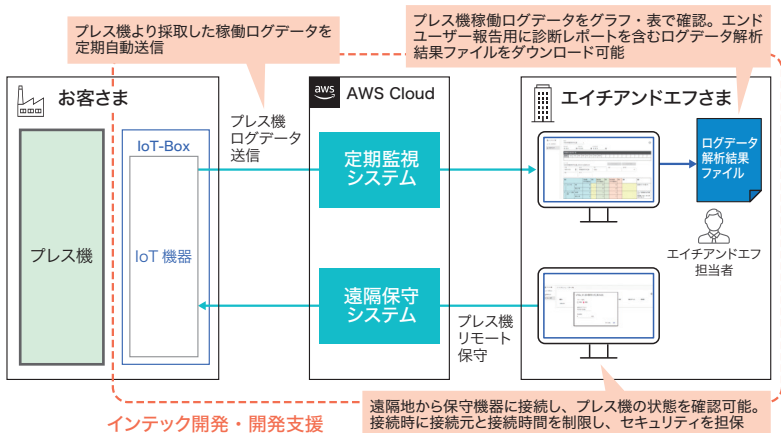 プレス機より採取した稼働ログデータを
定期自動送信
プレス機稼働ログデータをグラフ・表で確認。エンド
ユーザー報告用に診断レポートを含むログデータ解析
結果ファイルをダウンロード可能
お客さま
aws
AWS Cloud
エイチアンドエフさま
プレス機
ログデータ
送信
IoT-Box
定期監視
システム
ログデータ
解析結果
ファイル
プレス機
IoT 機器
エイチアンドエフ
担当者
遠隔保守
システム
プレス機
リモート
保守
遠隔地から保守機器に接続し、プレス機の状態を確認可能。
接続時に接続元と接続時間を制限し、セキュリティを担保
インテック開発・開発支援